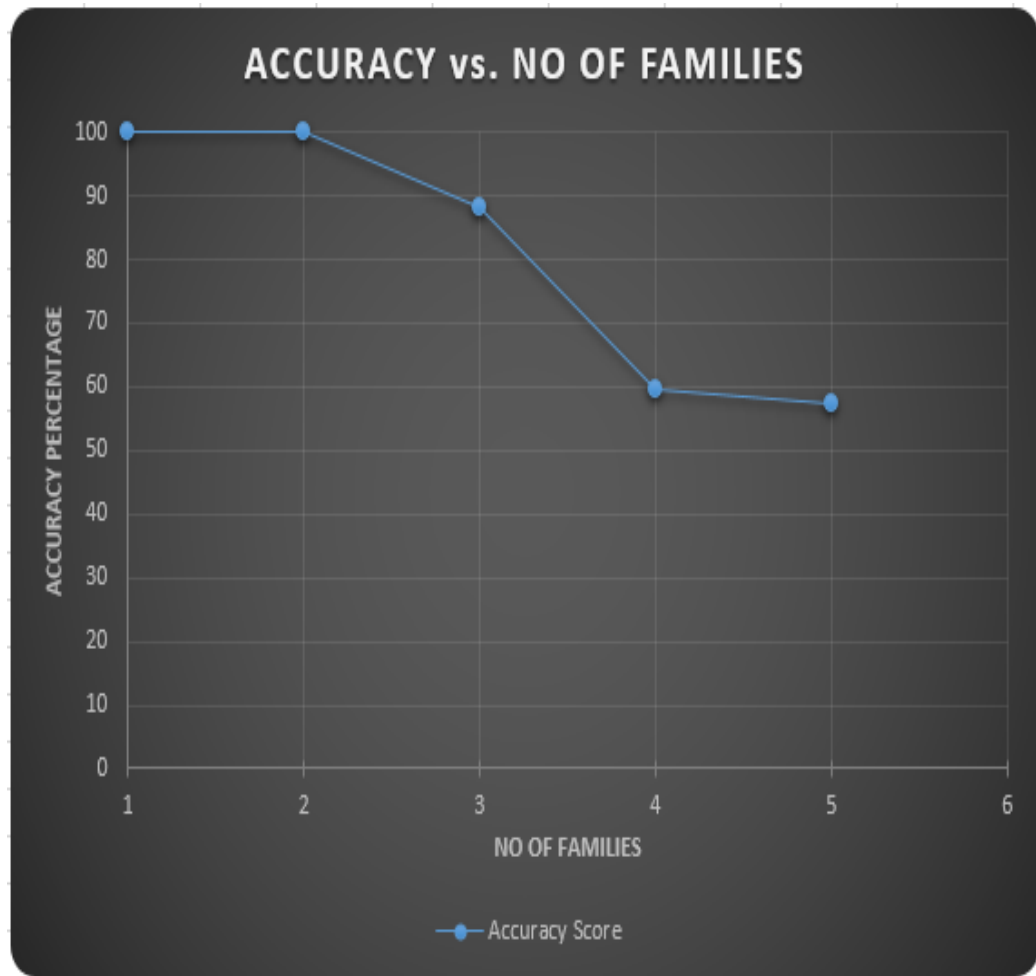 ACCURACY vs. NO OF FAMILIES
100
90
80
70
60
50
40
30
20
10
0
ACCURACY PERCENTAGE
1 2 3 4 5 6
NO OF FAMILIES
Accuracy Score